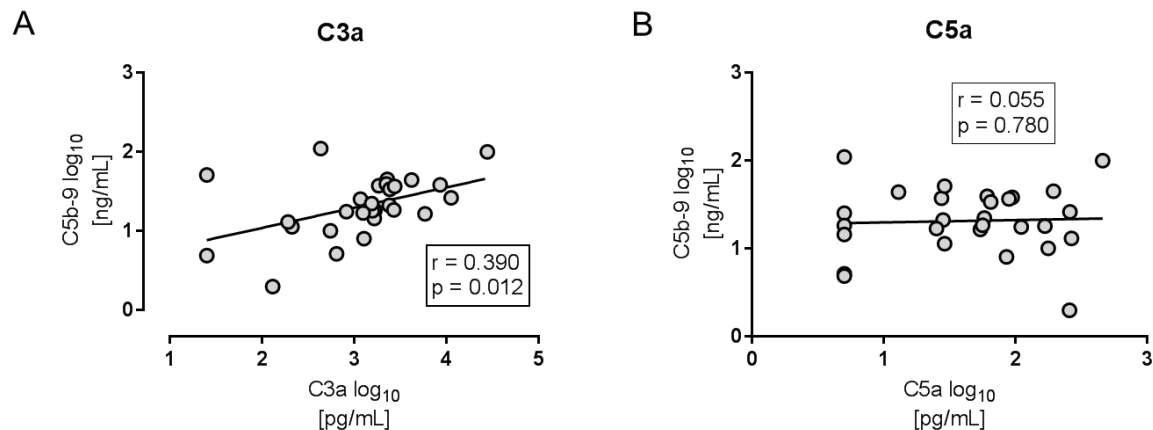 A
C3a
3
2
1
0
C5b-9 log10
[ng/mL]
r = 0.390
p = 0.012
1 2 3 4 5
C3a log10
[pg/mL]
B
C5a
3
2
1
0
C5b-9 log10
[ng/mL]
r = 0.055
p = 0.780
0 1 2 3
C5a log10
[pg/mL]